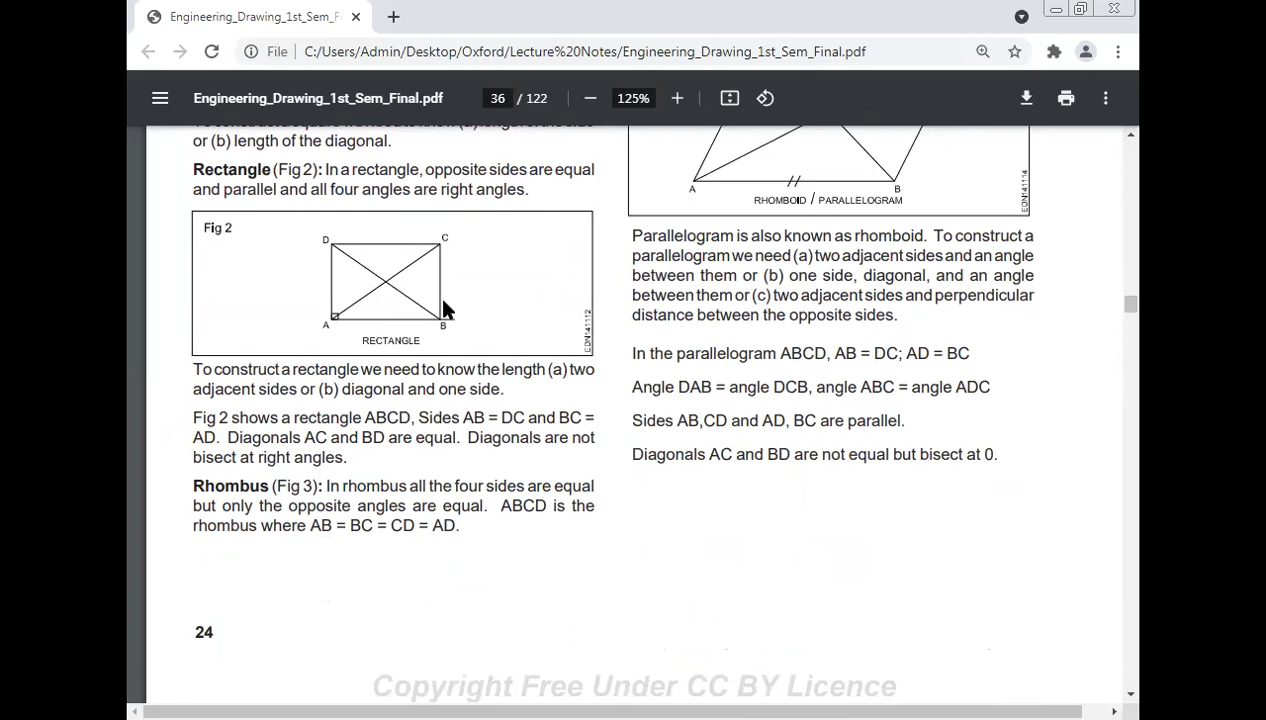 Engineering_Drawing_1st_Sem_Fi
File C:/Users/Admin/Desktop/Oxford/Lecture%20Notes/Engineering_Drawing_1st_Sem_Final.pdf
Engineering_Drawing_1st_Sem_Final.pdf
36 / 122
125%
or (b) length of the diagonal.
Rectangle (Fig 2): In a rectangle, opposite sides are equal
and parallel and all four angles are right angles.
Fig 2
D
C
A
B
RECTANGLE
EDN141112
To construct a rectangle we need to know the length (a) two
adjacent sides or (b) diagonal and one side.
Fig 2 shows a rectangle ABCD, Sides AB = DC and BC =
AD. Diagonals AC and BD are equal. Diagonals are not
bisect at right angles.
Rhombus (Fig 3): In rhombus all the four sides are equal
but only the opposite angles are equal. ABCD is the
rhombus where AB = BC = CD = AD.
24
A
B
RHOMBOID / PARALLELOGRAM
EDN141114
Parallelogram is also known as rhomboid. To construct a
parallelogram we need (a) two adjacent sides and an angle
between them or (b) one side, diagonal, and an angle
between them or (c) two adjacent sides and perpendicular
distance between the opposite sides.
In the parallelogram ABCD, AB = DC; AD = BC
Angle DAB = angle DCB, angle ABC = angle ADC
Sides AB,CD and AD, BC are parallel.
Diagonals AC and BD are not equal but bisect at 0.
Copyright Free Under CC BY Licence